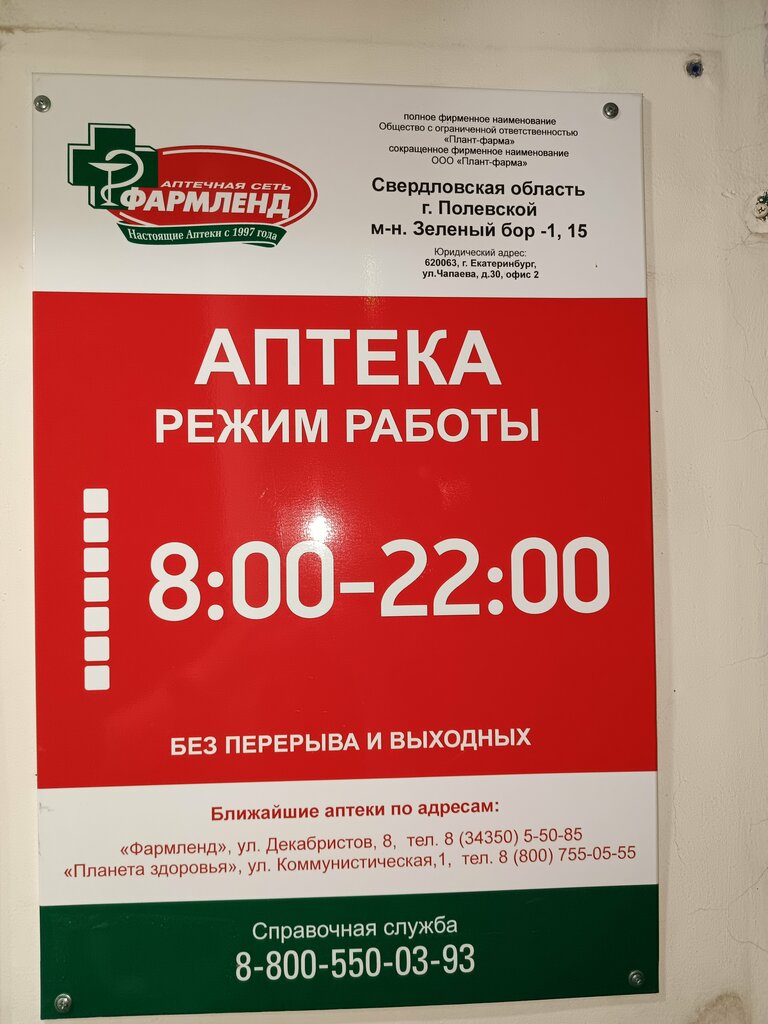 АПТЕЧНАЯ СЕТЬ
ФАРМЛЕНД
Настоящие Аптеки с 1997 года
полное фирменное наименование
Общество с ограниченной ответственностью
«Плант-фарма»
сокращенное фирменное наименование
ООО «Плант-фарма»
Свердловская область
г. Полевской
м-н. Зеленый бор -1, 15
Юридический адрес:
620063, г. Екатеринбург,
ул.Чапаева, д.30, офис 2
АПТЕКА
РЕЖИМ РАБОТЫ
8:00-22:00
БЕЗ ПЕРЕРЫВА И ВЫХОДНЫХ
Ближайшие аптеки по адресам:
«Фармленд», ул. Декабристов, 8, тел. 8 (34350) 5-50-85
«Планета здоровья», ул. Коммунистическая,1, тел. 8 (800) 755-05-55
Справочная служба
8-800-550-03-93